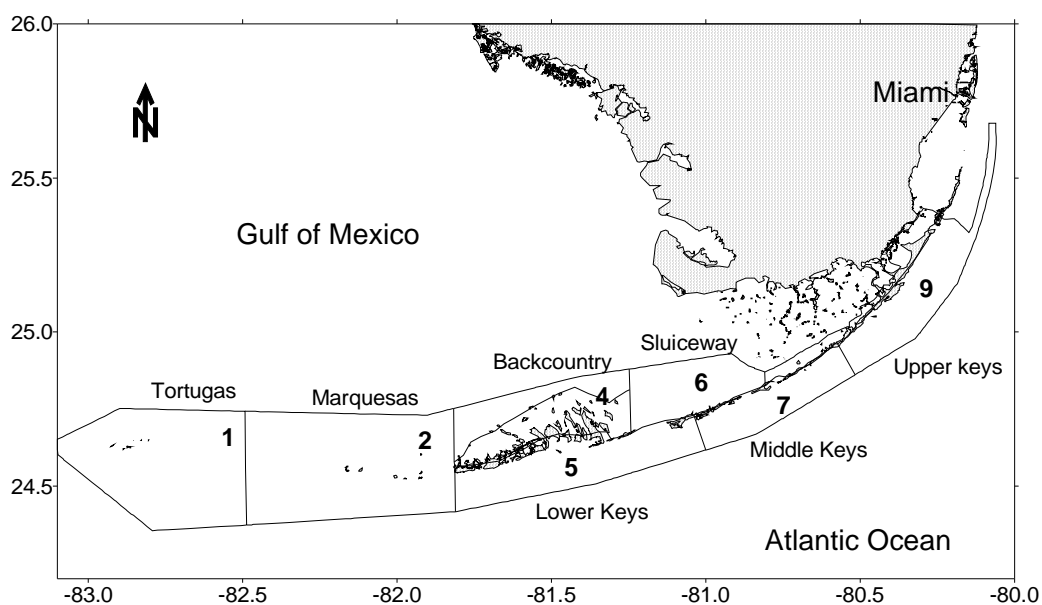 26.0
Miami
N
25.5
Gulf of Mexico
9
25.0
Sluiceway
Backcountry
Upper keys
6
Tortugas
Marquesas
4
7
1
2
Middle Keys
5
24.5
Lower Keys
Atlantic Ocean
-83.0 -82.5 -82.0 -81.5 -81.0 -80.5 -80.0